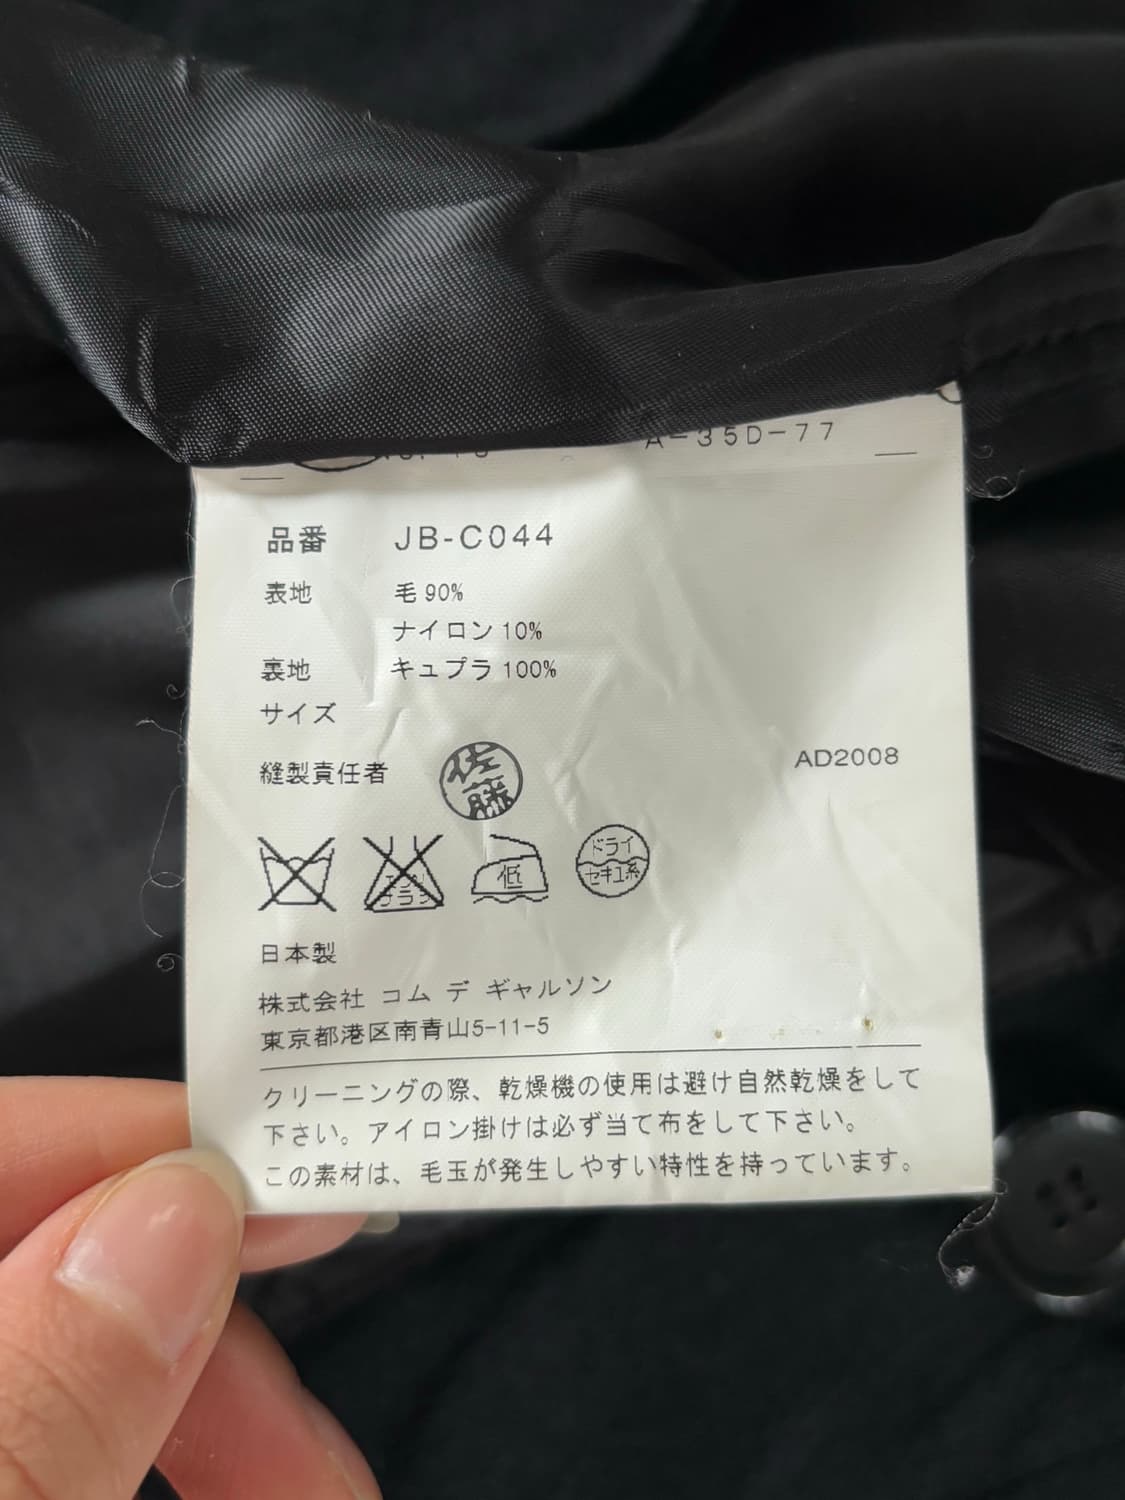 A-35D-77
品番 JB-C044
表地 毛 90%
ナイロン 10%
裏地 キュプラ 100%
サイズ
縫製責任者 佐藤
AD2008
低
ドライ
セキユ系
日本製
株式会社 コム デ ギャルソン
東京都港区南青山5-11-5
クリーニングの際、乾燥機の使用は避け自然乾燥をして
下さい。アイロン掛けは必ず当て布をして下さい。
この素材は、毛玉が発生しやすい特性を持っています。